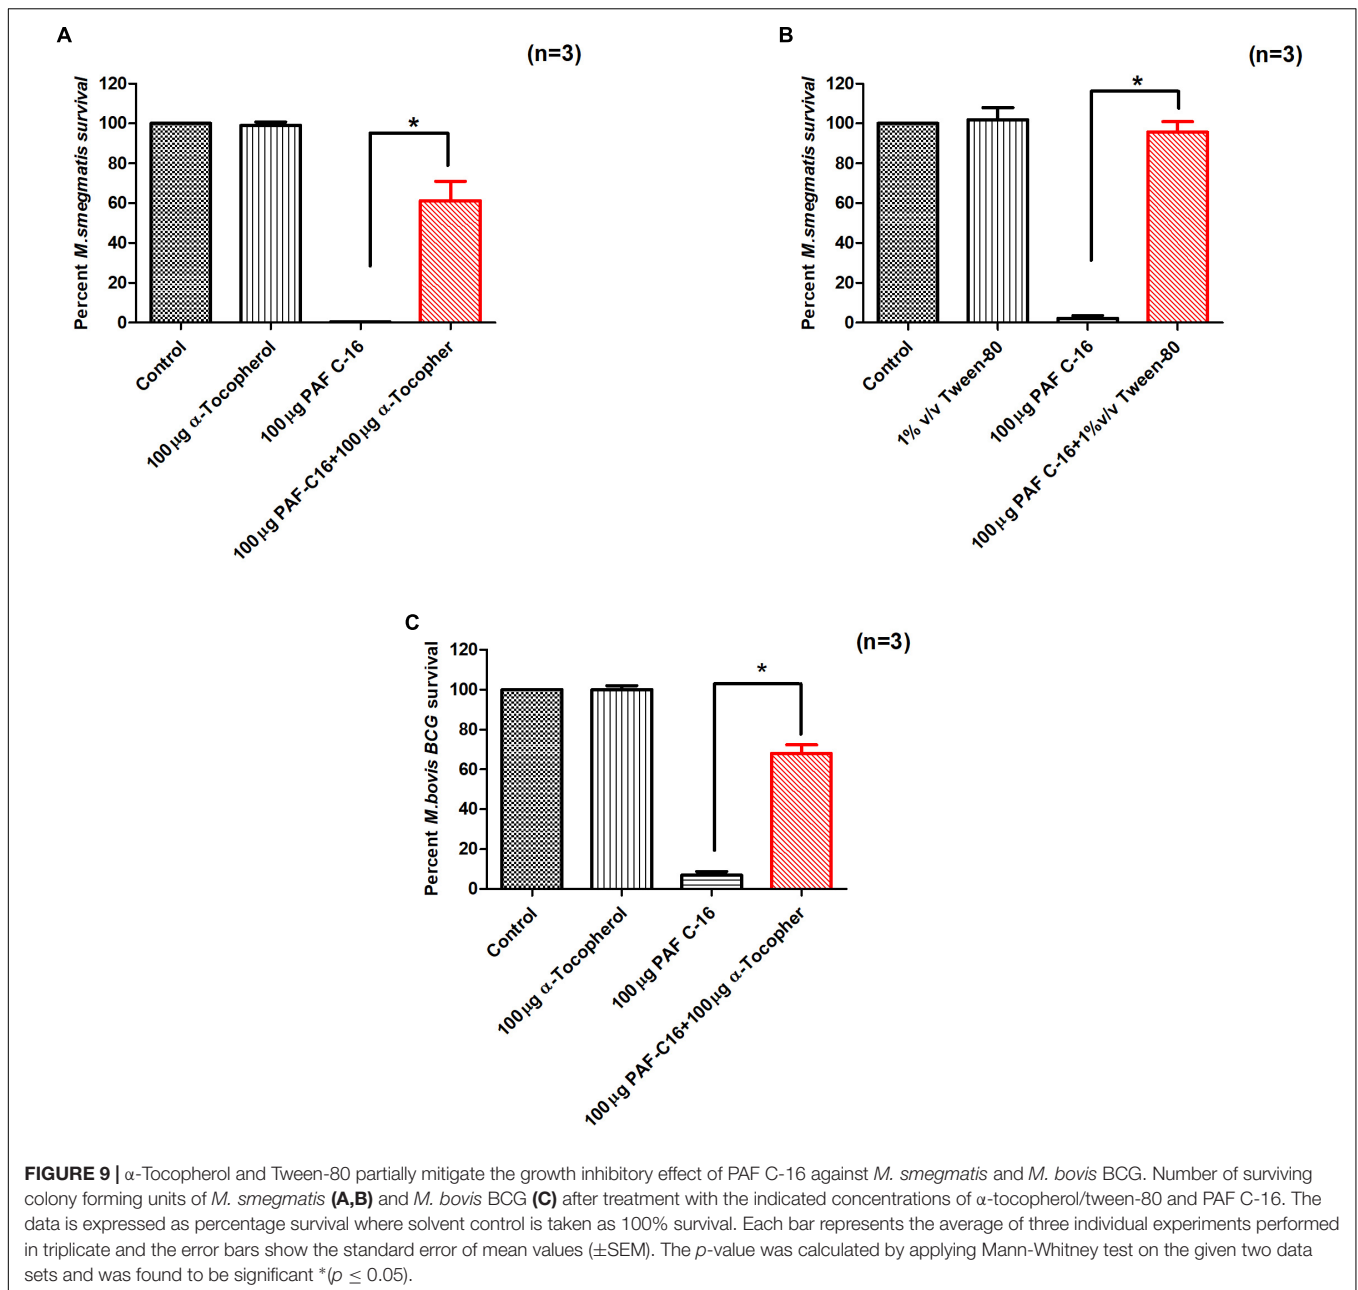 A
(n=3)
Percent M.smegmatis survival
120
100
80
60
40
20
0
*
Control
100 µg α-Tocopherol
100 µg PAF C-16
100 µg PAF-C16+100 µg α-Tocopher
B
(n=3)
Percent M.smegmatis survival
120
100
80
60
40
20
0
*
Control
1% v/v Tween-80
100 µg PAF C-16
100 µg PAF C-16+1%v/v Tween-80
C
(n=3)
Percent M.bovis BCG survival
120
100
80
60
40
20
0
*
Control
100 µg α-Tocopherol
100 µg PAF C-16
100 µg PAF-C16+100 µg α-Tocopher
FIGURE 9 | α-Tocopherol and Tween-80 partially mitigate the growth inhibitory effect of PAF C-16 against M. smegmatis and M. bovis BCG. Number of surviving
colony forming units of M. smegmatis (A,B) and M. bovis BCG (C) after treatment with the indicated concentrations of α-tocopherol/tween-80 and PAF C-16. The
data is expressed as percentage survival where solvent control is taken as 100% survival. Each bar represents the average of three individual experiments performed
in triplicate and the error bars show the standard error of mean values (±SEM). The p-value was calculated by applying Mann-Whitney test on the given two data
sets and was found to be significant *(p ≤ 0.05).